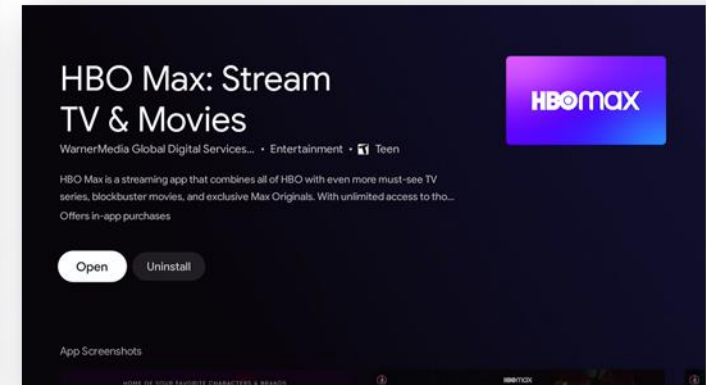 HBO Max: Stream
TV & Movies
HBOmax
WarnerMedia Global Digital Services... • Entertainment • T Teen
HBO Max is a streaming app that combines all of HBO with even more must-see TV
series, blockbuster movies, and exclusive Max Originals. With unlimited access to tho...
Offers in-app purchases
Open
Uninstall
App Screenshots
HOME OF YOUR FAVORITE CHARACTERS & BRANDS
HBOmax